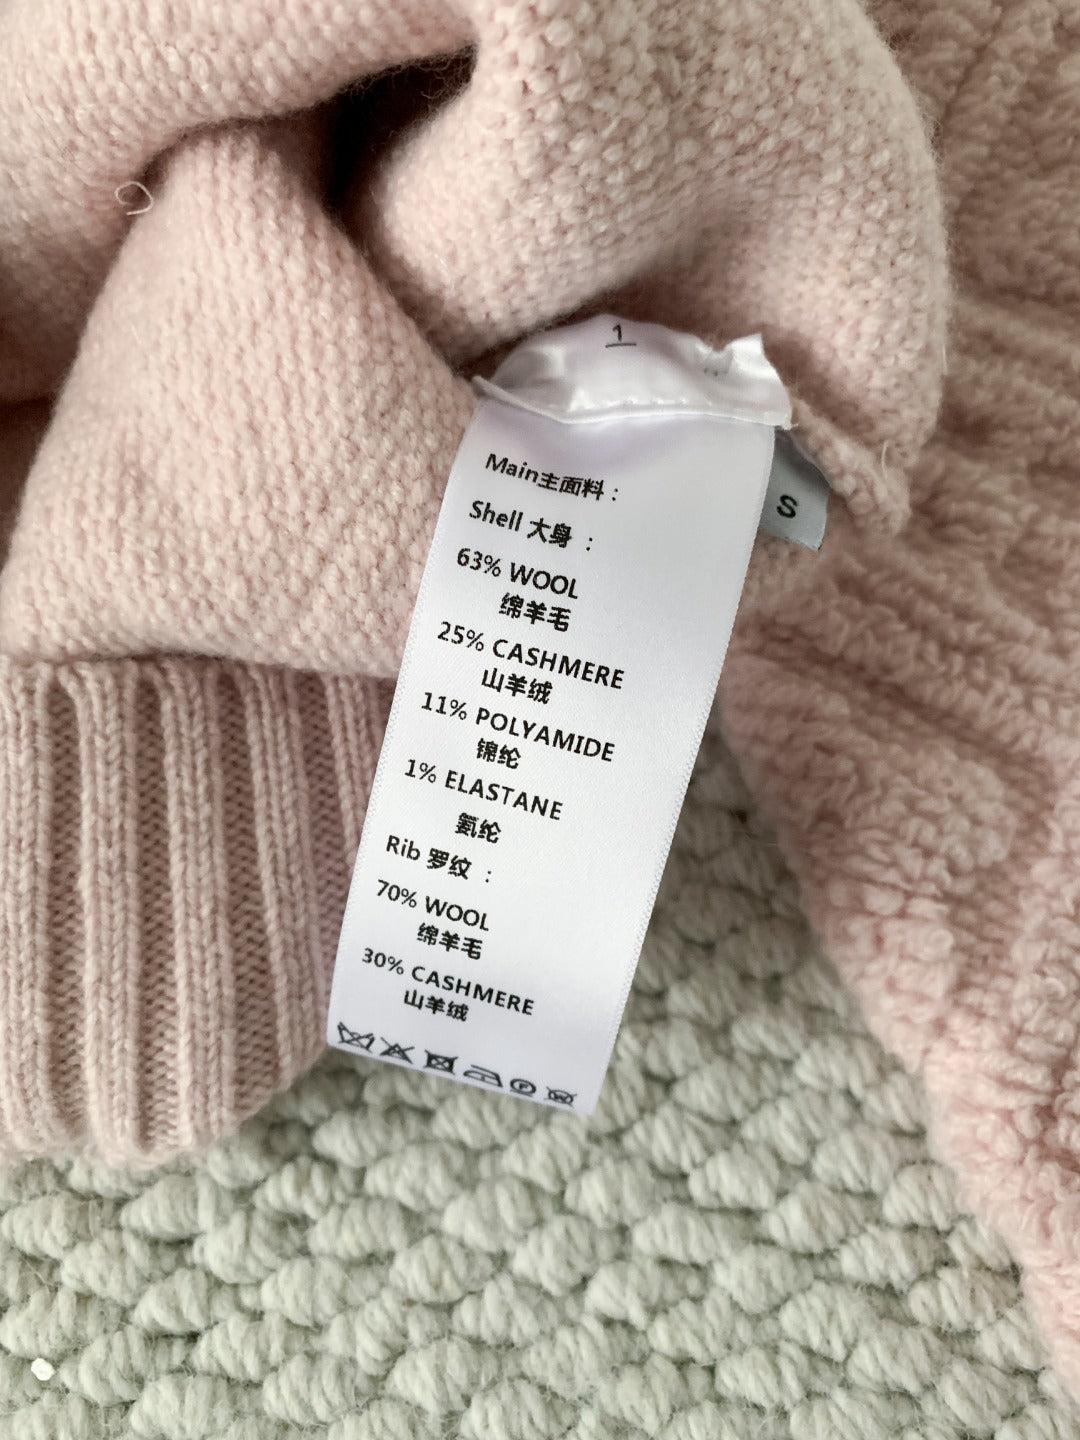 1
Main主面料：
Shell 大身 ：
S
63% WOOL
绵羊毛
25% CASHMERE
山羊绒
11% POLYAMIDE
锦纶
1% ELASTANE
氨纶
Rib 罗纹 ：
70% WOOL
绵羊毛
30% CASHMERE
山羊绒
F W